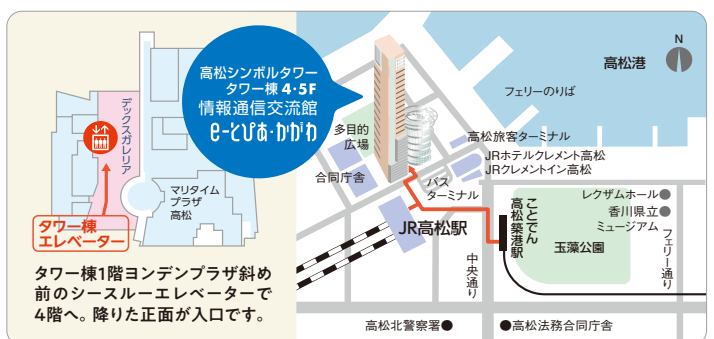 高松シンボルタワー
タワー棟 4・5F
情報通信交流館
e-とぴあ・かがわ
デックスガレリア
マリタイム
プラザ
高松
タワー棟
エレベーター
タワー棟1階ヨンデンプラザ斜め
前のシースルーエレベーターで
4階へ。降りた正面が入口です。
N
高松港
フェリーのりば
多目的
広場
高松旅客ターミナル
JRホテルクレメント高松
JRクレメントイン高松
合同庁舎
バス
ターミナル
JR高松駅
ことでん
高松築港駅
レクザムホール
香川県立
ミュージアム
玉藻公園
中央通り
フェリー通り
高松北警察署
高松法務合同庁舎